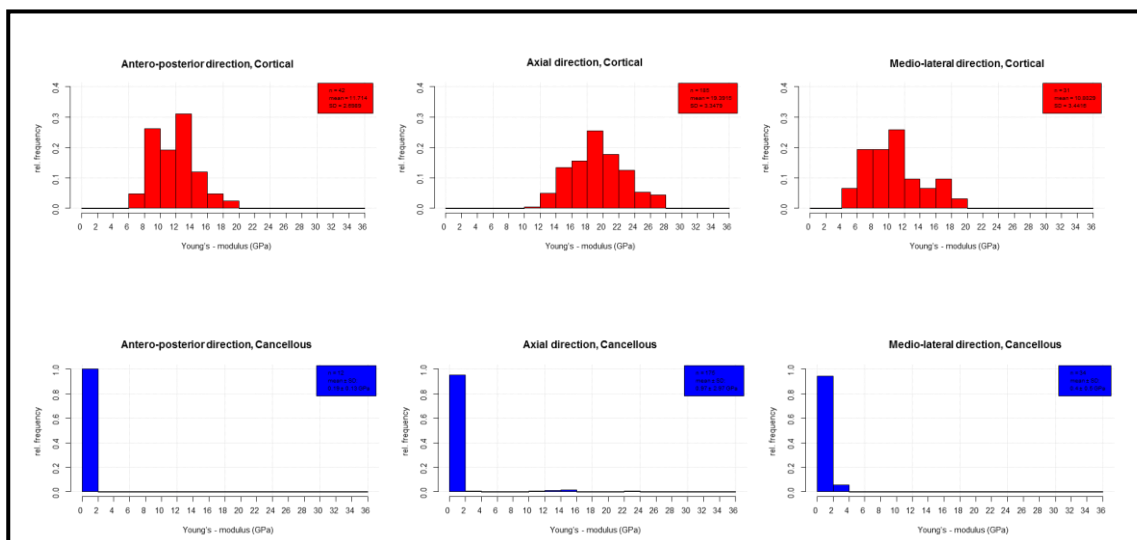 Antero-posterior direction, Cortical
rel. frequency
0.0 0.1 0.2 0.3 0.4
0 2 4 6 8 10 12 14 16 18 20 22 24 26 28 30 32 34 36
Young's - modulus (GPa)
Axial direction, Cortical
rel. frequency
0.0 0.1 0.2 0.3 0.4
0 2 4 6 8 10 12 14 16 18 20 22 24 26 28 30 32 34 36
Young's - modulus (GPa)
Medio-lateral direction, Cortical
rel. frequency
0.0 0.1 0.2 0.3 0.4
0 2 4 6 8 10 12 14 16 18 20 22 24 26 28 30 32 34 36
Young's - modulus (GPa)
Antero-posterior direction, Cancellous
rel. frequency
0.0 0.2 0.4 0.6 0.8 1.0
0 2 4 6 8 10 12 14 16 18 20 22 24 26 28 30 32 34 36
Young's - modulus (GPa)
Axial direction, Cancellous
rel. frequency
0.0 0.2 0.4 0.6 0.8 1.0
0 2 4 6 8 10 12 14 16 18 20 22 24 26 28 30 32 34 36
Young's - modulus (GPa)
Medio-lateral direction, Cancellous
rel. frequency
0.0 0.2 0.4 0.6 0.8 1.0
0 2 4 6 8 10 12 14 16 18 20 22 24 26 28 30 32 34 36
Young's - modulus (GPa)